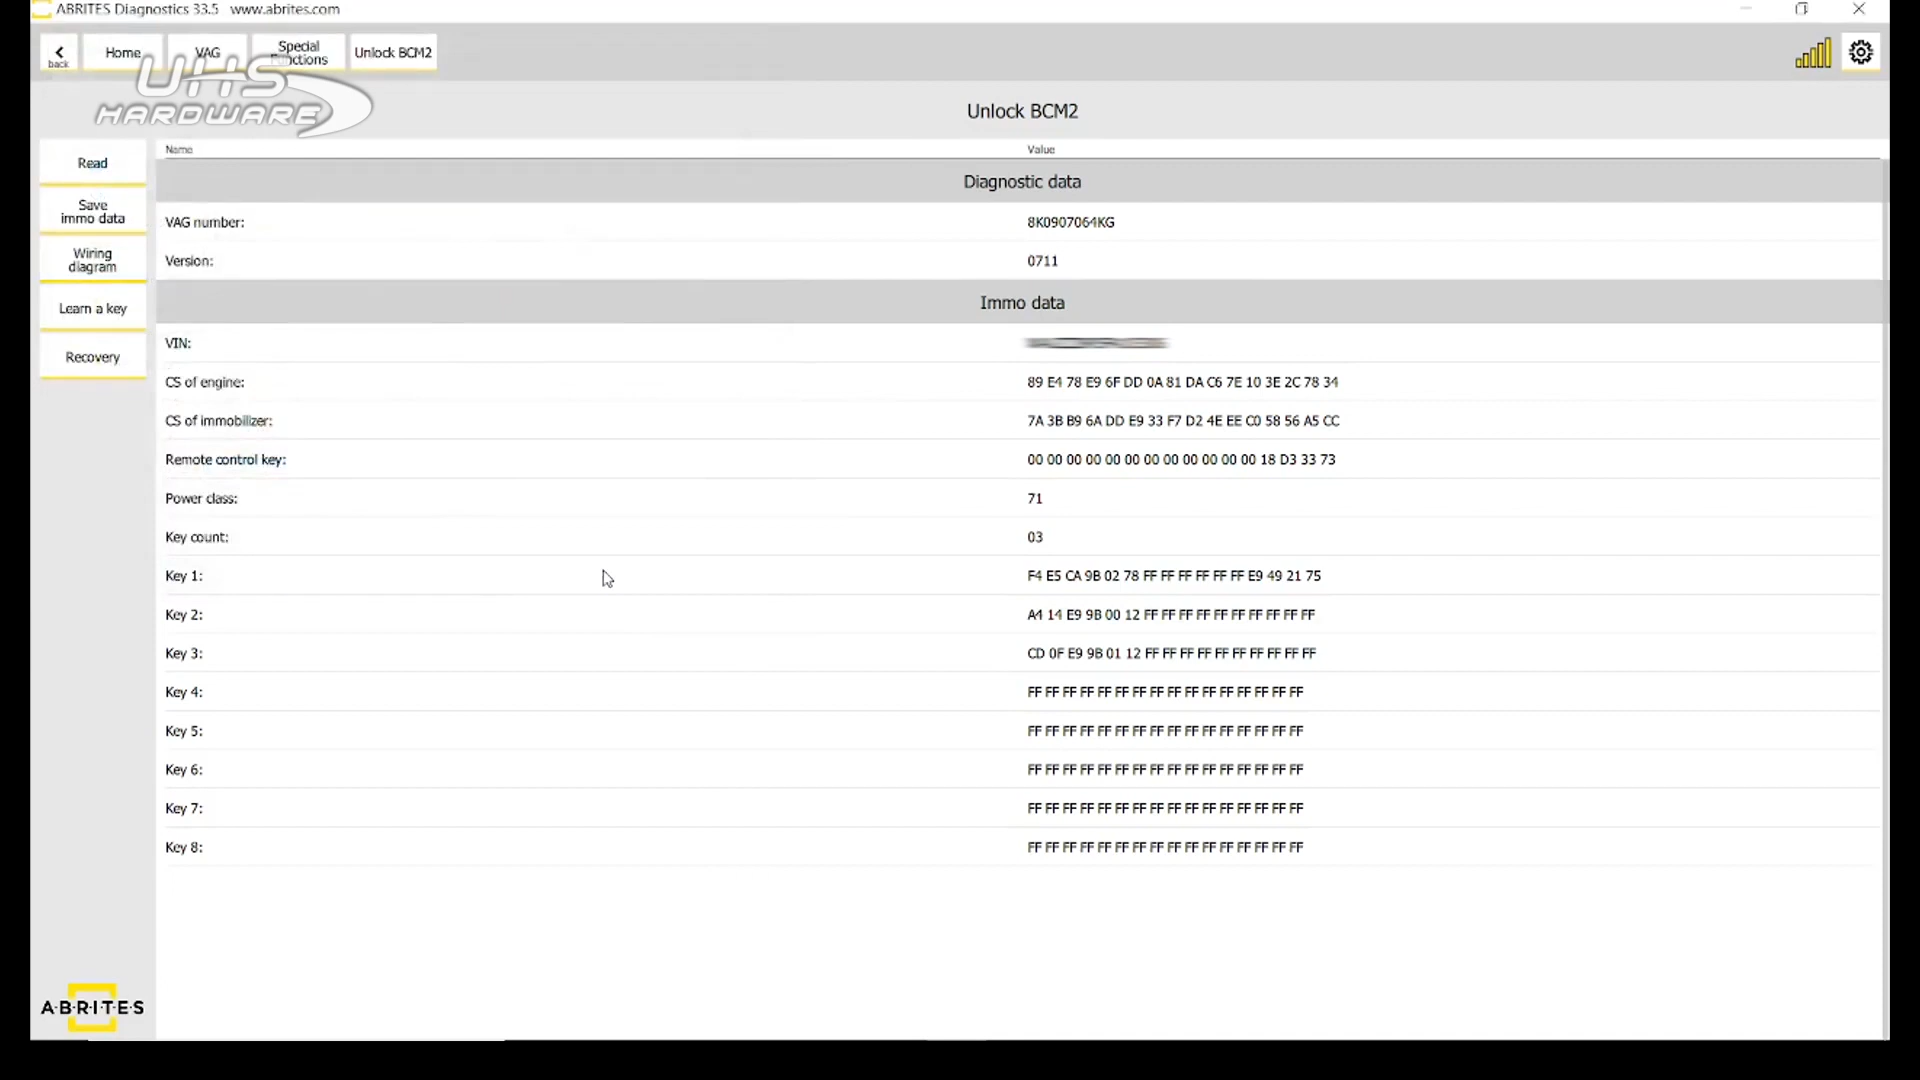 ABRITES Diagnostics 33.5 www.abrites.com
back
Home
VAG
Special
Functions
Unlock BCM2
UHS
HARDWARE
Unlock BCM2
Read
Save
immo data
Wiring
diagram
Learn a key
Recovery
Name Value
Diagnostic data
VAG number: 8K0907064KG
Version: 0711
Immo data
VIN:
CS of engine: 89 E4 78 E9 6F DD 0A 81 DA C6 7E 10 3E 2C 78 34
CS of immobilizer: 7A 3B B9 6A DD E9 33 F7 D2 4E EE C0 58 56 A5 CC
Remote control key: 00 00 00 00 00 00 00 00 00 00 00 00 18 D3 33 73
Power class: 71
Key count: 03
Key 1: F4 E5 CA 9B 02 78 FF FF FF FF FF FF E9 49 21 75
Key 2: A4 14 E9 9B 00 12 FF FF FF FF FF FF FF FF FF FF
Key 3: CD 0F E9 9B 01 12 FF FF FF FF FF FF FF FF FF FF
Key 4: FF FF FF FF FF FF FF FF FF FF FF FF FF FF FF FF
Key 5: FF FF FF FF FF FF FF FF FF FF FF FF FF FF FF FF
Key 6: FF FF FF FF FF FF FF FF FF FF FF FF FF FF FF FF
Key 7: FF FF FF FF FF FF FF FF FF FF FF FF FF FF FF FF
Key 8: FF FF FF FF FF FF FF FF FF FF FF FF FF FF FF FF
A·B·R·I·T·E·S